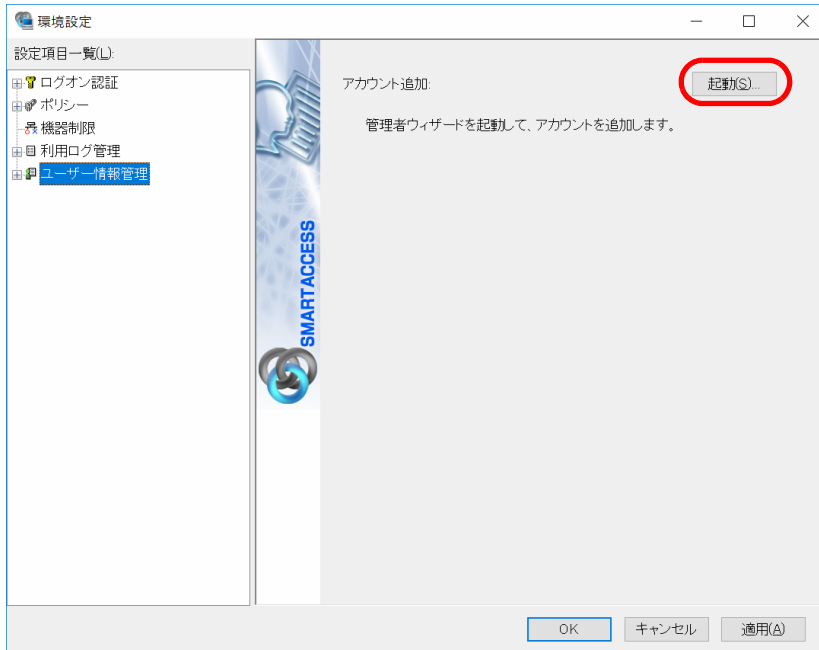 環境設定
設定項目一覧(L):
ログオン認証
ポリシー
機器制限
利用ログ管理
ユーザー情報管理
SMARTACCESS
アカウント追加:
起動(S)...
管理者ウィザードを起動して、アカウントを追加します。
OK
キャンセル
適用(A)